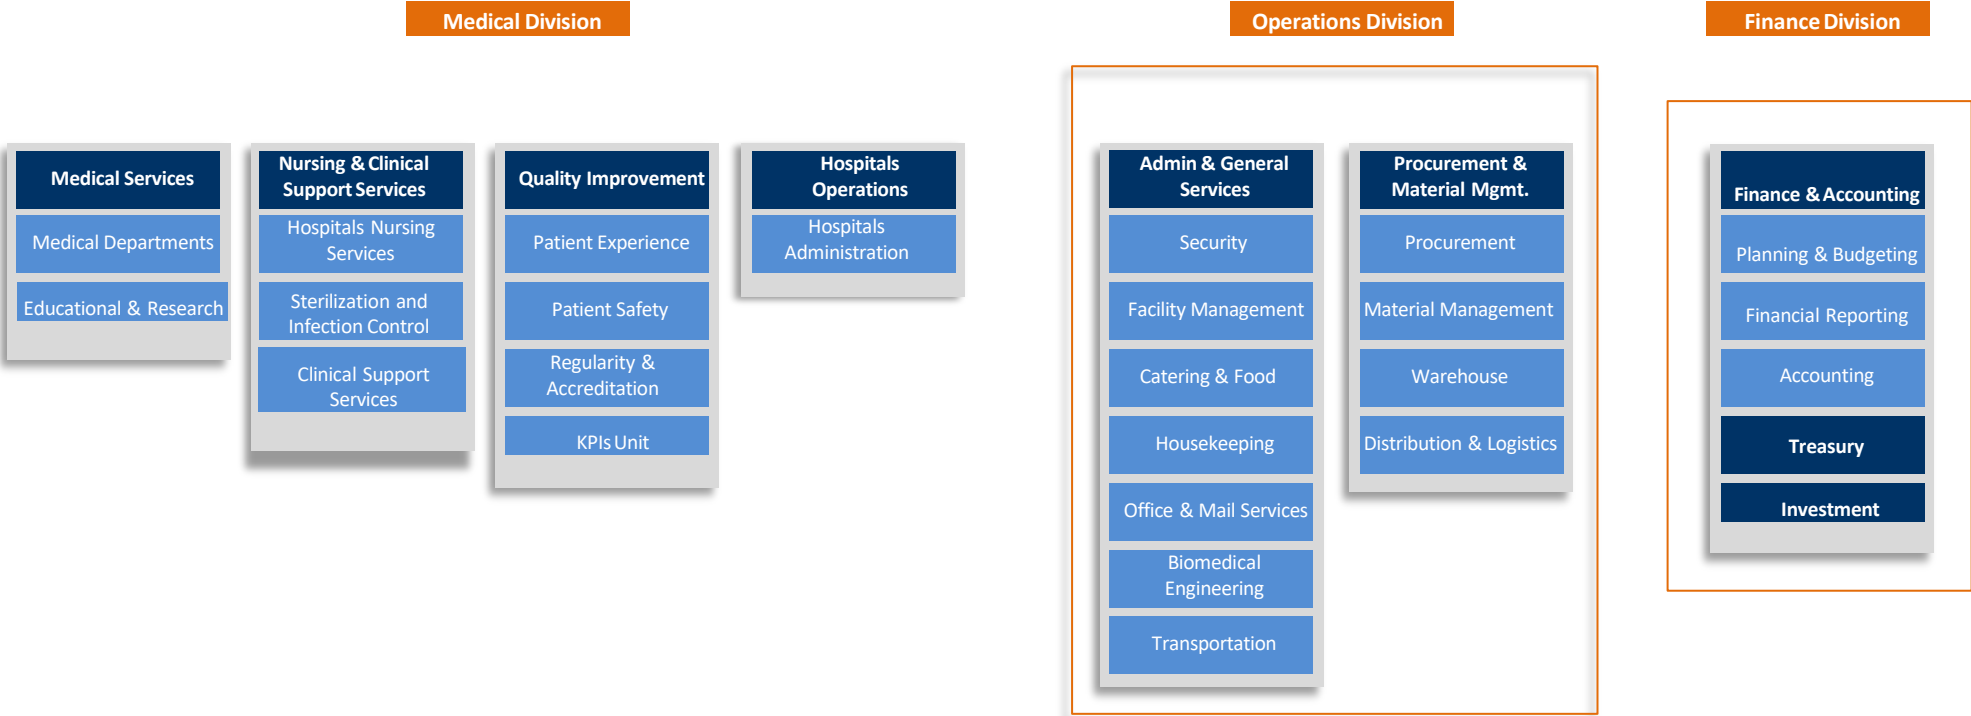 Medical Division
Operations Division
Finance Division
Medical Services
Medical Departments
Educational & Research
Nursing & Clinical
Support Services
Hospitals Nursing
Services
Sterilization and
Infection Control
Clinical Support
Services
Quality Improvement
Patient Experience
Patient Safety
Regularity &
Accreditation
KPIs Unit
Hospitals
Operations
Hospitals
Administration
Admin & General
Services
Security
Facility Management
Catering & Food
Housekeeping
Office & Mail Services
Biomedical
Engineering
Transportation
Procurement &
Material Mgmt.
Procurement
Material Management
Warehouse
Distribution & Logistics
Finance & Accounting
Planning & Budgeting
Financial Reporting
Accounting
Treasury
Investment